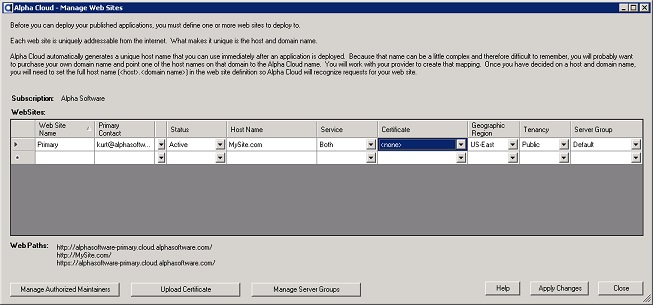 Alpha Cloud - Manage Web Sites
Before you can deploy your published applications, you must define one or more web sites to deploy to.
Each web site is uniquely addressable from the internet. What makes it unique is the host and domain name.
Alpha Cloud automatically generates a unique host name that you can use immediately after an application is deployed. Because that name can be a little complex and therefore difficult to remember, you will probably want
to purchase your own domain name and point one of the host names on that domain to the Alpha Cloud name. You will work with your provider to create that mapping. Once you have decided on a host and domain name,
you will need to set the full host name (<host>.<domain name>) in the web site definition so Alpha Cloud will recognize requests for your web site.
Subscription: Alpha Software
WebSites:
Web Site Name Primary Contact Status Host Name Service Certificate Geographic Region Tenancy Server Group
Primary kurt@alphasoftw... Active MySite.com Both <none> US-East Public Default
*
Web Paths: http://alphasoftware-primary.cloud.alphasoftware.com/
http://MySite.com/
https://alphasoftware-primary.cloud.alphasoftware.com/
Manage Authorized Maintainers Upload Certificate Manage Server Groups Help Apply Changes Close